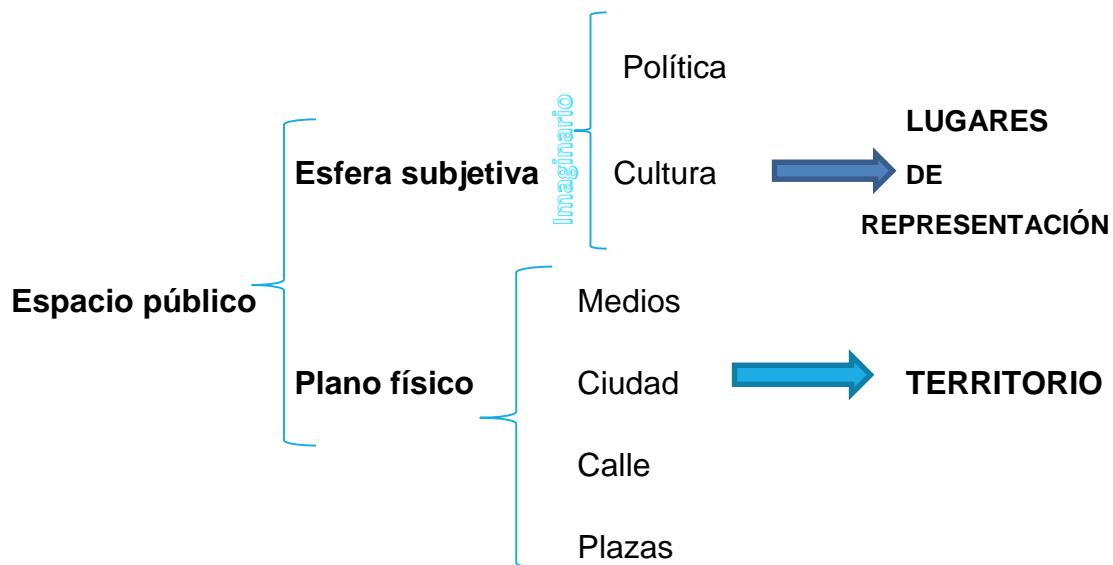 Política
LUGARES
Imaginario
Esfera subjetiva
Cultura
DE
REPRESENTACIÓN
Espacio público
Medios
Plano físico
Ciudad
TERRITORIO
Calle
Plazas